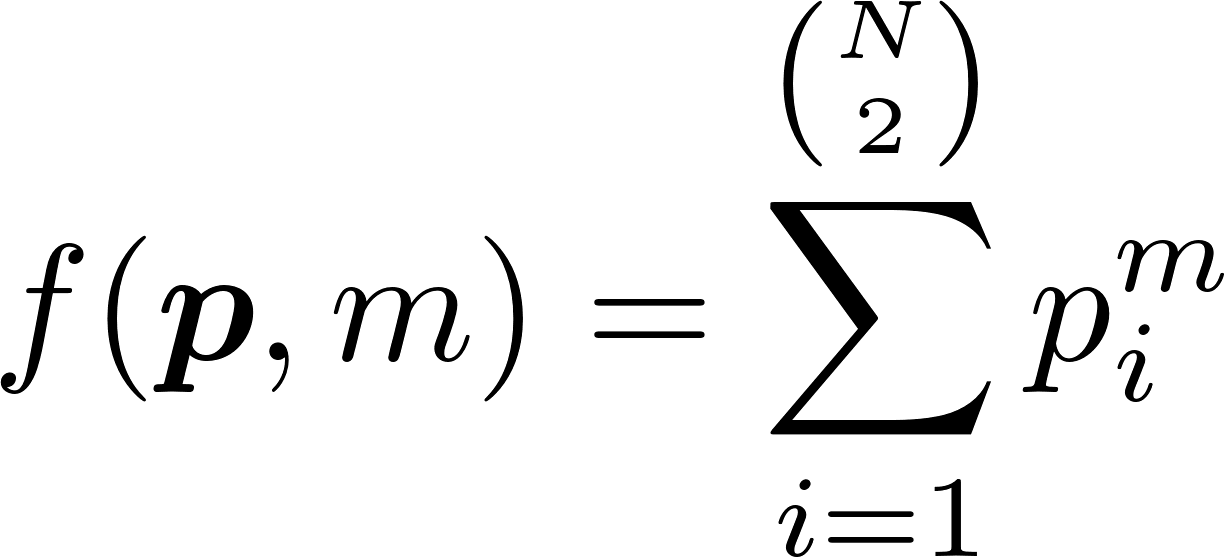 f(𝒑, m) = \sum_{i=1}^{\binom{N}{2}} p_i^m